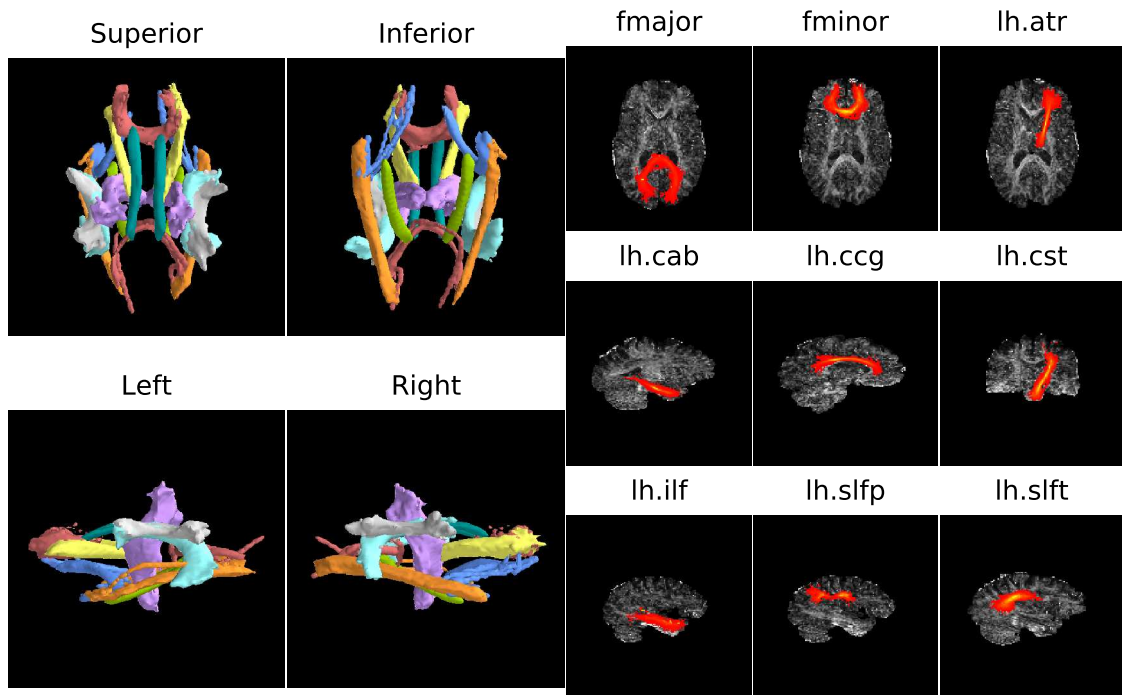 Superior
Inferior
fmajor
fminor
lh.atr
lh.cab
lh.ccg
lh.cst
Left
Right
lh.ilf
lh.slfp
lh.slft